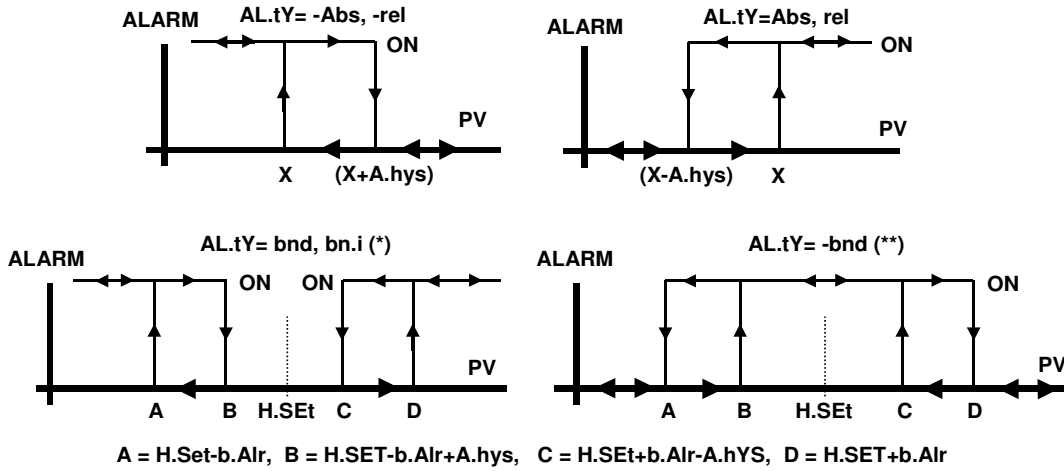 AL.tY= -Abs, -rel
ALARM
ON
PV
X
(X+A.hys)
AL.tY=Abs, rel
ALARM
ON
PV
(X-A.hys)
X
AL.tY= bnd, bn.i (*)
ALARM
ON
ON
PV
A
B
H.SEt
C
D
AL.tY= -bnd (**)
ALARM
ON
PV
A
B
H.SEt
C
D
A = H.Set-b.Alr, B = H.SET-b.Alr+A.hys, C = H.SEt+b.Alr-A.hYS, D = H.SET+b.Alr